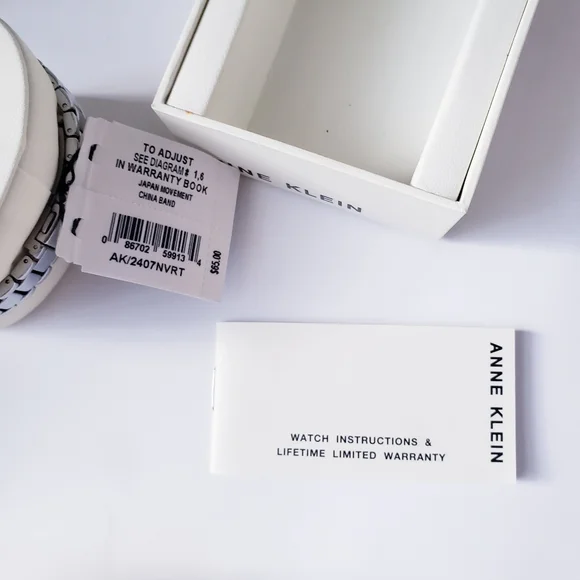 TO ADJUST
SEE DIAGRAM# 1,6
IN WARRANTY BOOK
JAPAN MOVEMENT
CHINA BAND
0 86702 59913 4
AK/2407NVRT
$65.00
ANNE KLEIN
ANNE KLEIN
WATCH INSTRUCTIONS &
LIFETIME LIMITED WARRANTY